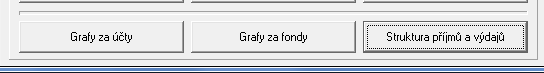 Grafy za účty
Grafy za fondy
Struktura příjmů a výdajů